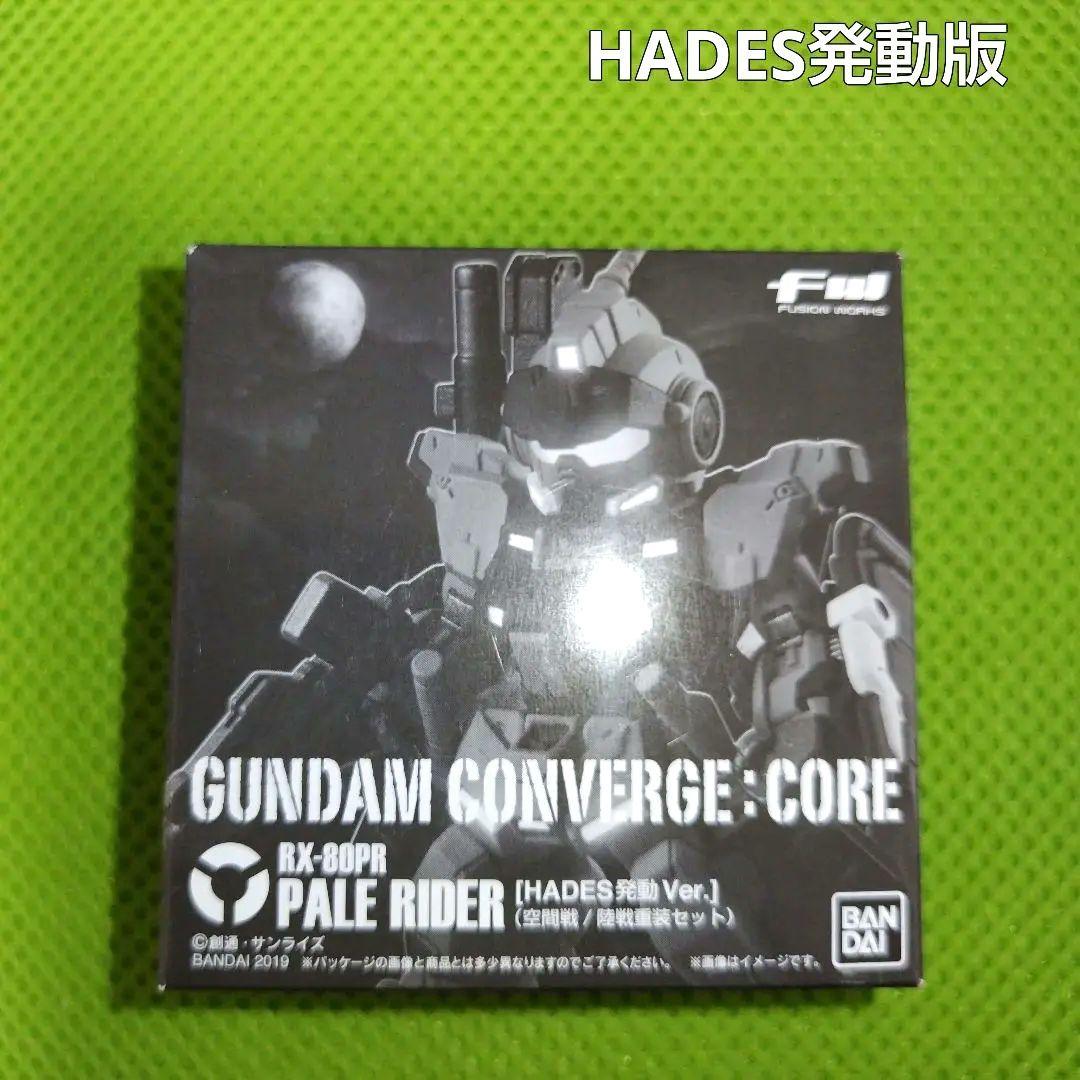 HADES発動版
FW
FUSION WORKS
GUNDAM CONVERGE:CORE
RX-80PR
PALE RIDER [HADES発動Ver.]
(空間戦/陸戦重装セット)
©創通・サンライズ
BANDAI 2019 ※パッケージの画像と商品とは多少異なりますのでご了承ください。 ※画像はイメージです。
BAN
DAI